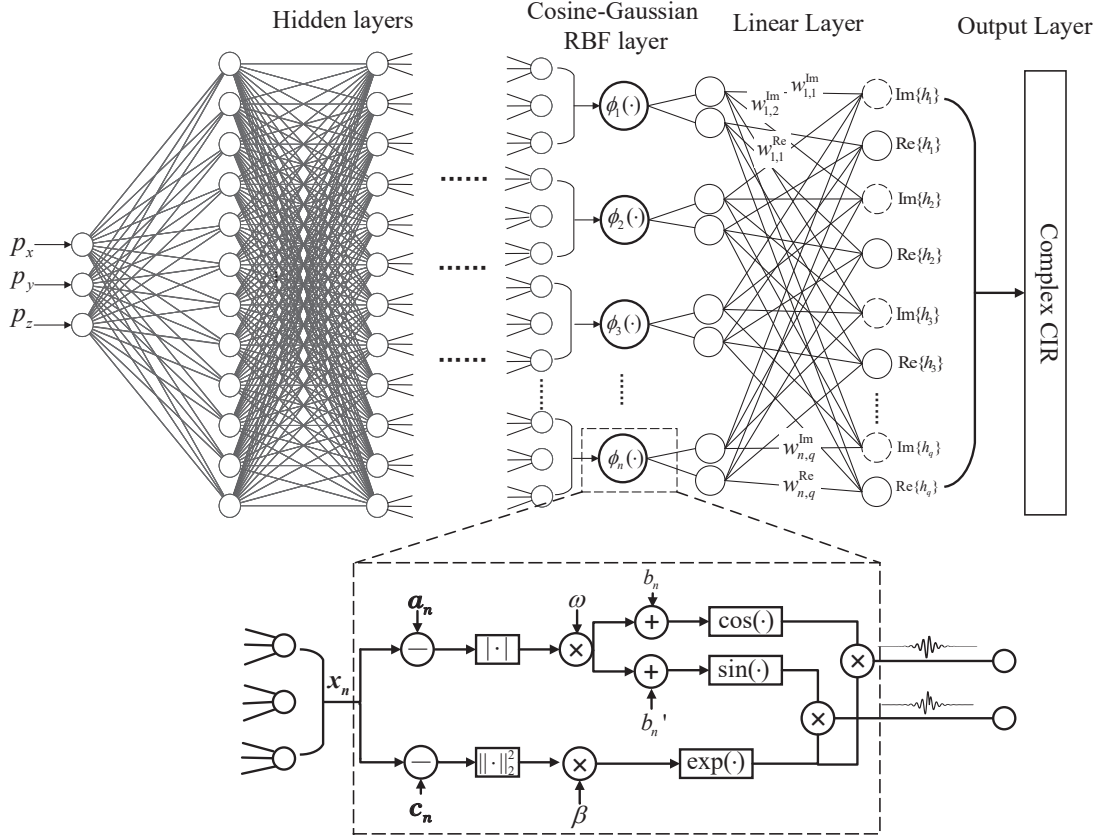 Hidden layers
Cosine-Gaussian
RBF layer
Linear Layer
Output Layer
p_x
p_y
p_z
......
......
......
ϕ_1(·)
ϕ_2(·)
ϕ_3(·)
ϕ_n(·)
w_{1,1}^{Im}
w_{1,2}^{Im}
w_{1,1}^{Re}
w_{n,q}^{Im}
w_{n,q}^{Re}
Im{h_1}
Re{h_1}
Im{h_2}
Re{h_2}
Im{h_3}
Re{h_3}
Im{h_q}
Re{h_q}
Complex CIR
x_n
a_n
−
|·|
ω
×
b_n
+
cos(·)
+
b_n'
sin(·)
×
×
c_n
−
||·||_2^2
×
β
exp(·)